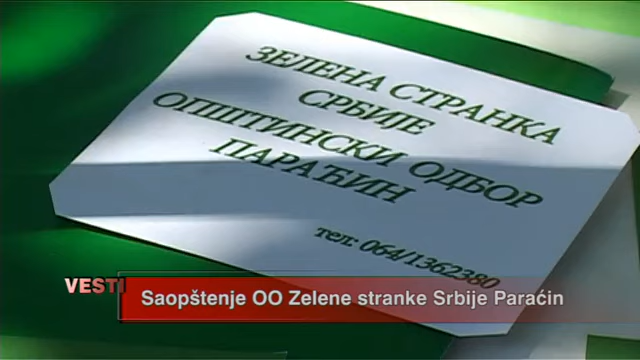 ЗЕЛЕНА СТРАНКА
СРБИЈЕ
ОПШТИНСКИ ОДБОР
ПАРАЋИН
тел: 064/1362380
VESTI
Saopštenje OO Zelene stranke Srbije Paraćin